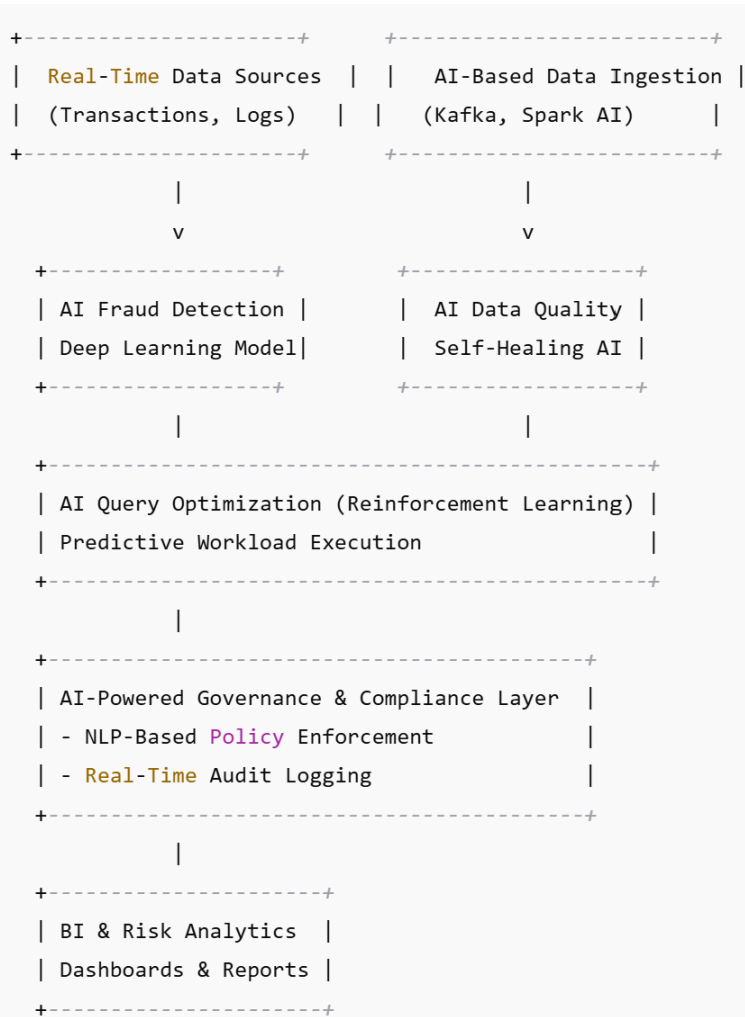 +----------------------+      +-------------------------+
|  Real-Time Data Sources  |  |   AI-Based Data Ingestion |
|  (Transactions, Logs)   |  |   (Kafka, Spark AI)      |
+----------------------+      +-------------------------+
             |                            |
             v                            v
  +------------------+         +------------------+
  | AI Fraud Detection |       |  AI Data Quality |
  | Deep Learning Model|       |  Self-Healing AI |
  +------------------+         +------------------+
             |                            |
  +------------------------------------------------+
  | AI Query Optimization (Reinforcement Learning) |
  | Predictive Workload Execution                  |
  +------------------------------------------------+
             |
  +-------------------------------------------+
  | AI-Powered Governance & Compliance Layer  |
  | - NLP-Based Policy Enforcement            |
  | - Real-Time Audit Logging                 |
  +-------------------------------------------+
             |
  +----------------------+
  | BI & Risk Analytics  |
  | Dashboards & Reports |
  +----------------------+